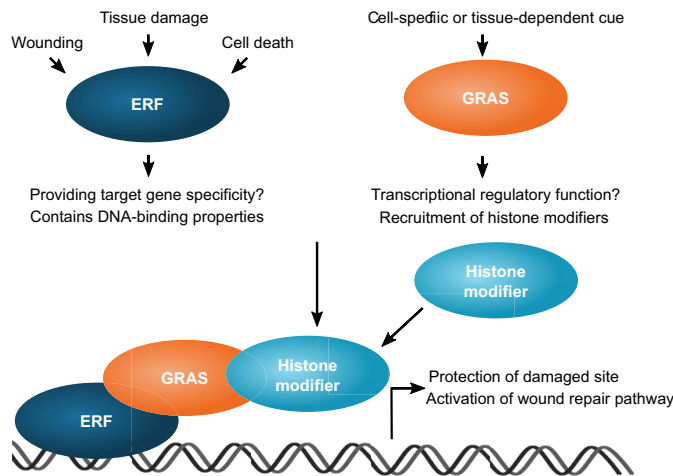 Tissue damage
Wounding
Cell death
ERF
Cell-specific or tissue-dependent cue
GRAS
Providing target gene specificity?
Contains DNA-binding properties
Transcriptional regulatory function?
Recruitment of histone modifiers
Histone
modifier
GRAS
Histone
modifier
ERF
Protection of damaged site
Activation of wound repair pathway